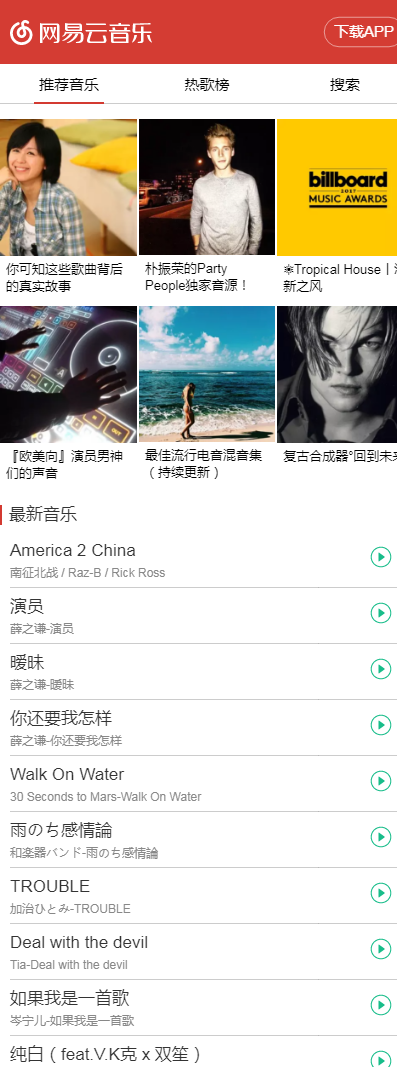 网易云音乐
下载APP
推荐音乐
热歌榜
搜索
billboard
2017
MUSIC AWARDS
你可知这些歌曲背后
的真实故事
朴振荣的Party
People独家音源！
❄Tropical House丨
新之风
『欧美向』演员男神
们的声音
最佳流行电音混音集
（持续更新）
复古合成器°回到未来
最新音乐
America 2 China
南征北战 / Raz-B / Rick Ross
演员
薛之谦-演员
暧昧
薛之谦-暧昧
你还要我怎样
薛之谦-你还要我怎样
Walk On Water
30 Seconds to Mars-Walk On Water
雨のち感情論
和楽器バンド-雨のち感情論
TROUBLE
加治ひとみ-TROUBLE
Deal with the devil
Tia-Deal with the devil
如果我是一首歌
岑宁儿-如果我是一首歌
纯白（feat.V.K克 x 双笙）